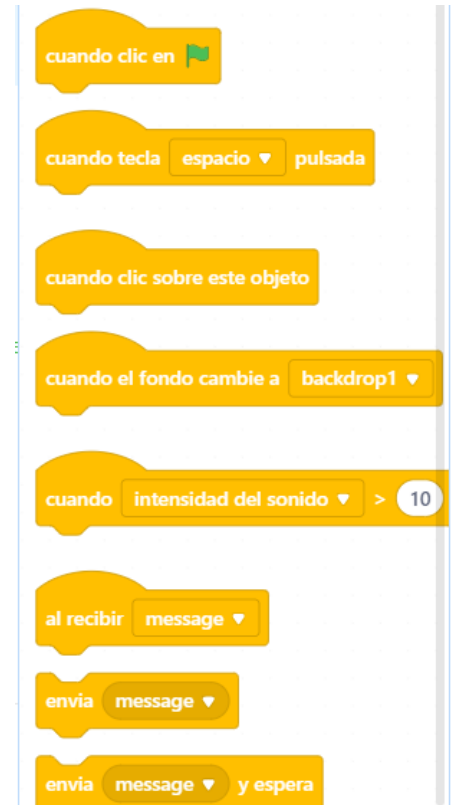 cuando clic en
cuando tecla espacio pulsada
cuando clic sobre este objeto
cuando el fondo cambie a backdrop1
cuando intensidad del sonido > 10
al recibir message
envia message
envia message y espera